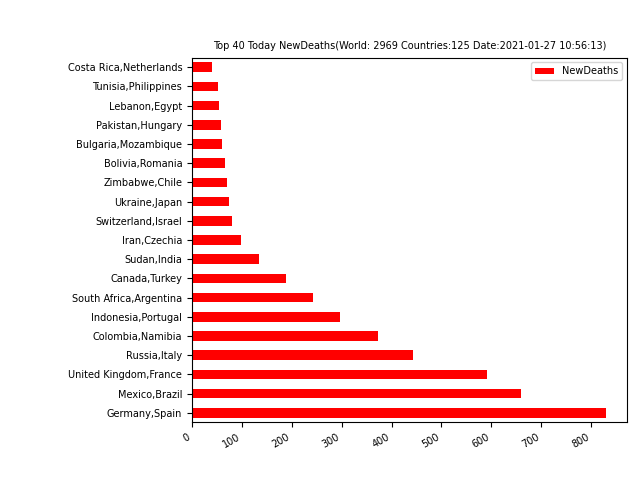 Top 40 Today NewDeaths(World: 2969 Countries:125 Date:2021-01-27 10:56:13)
NewDeaths
Costa Rica,Netherlands
Tunisia,Philippines
Lebanon,Egypt
Pakistan,Hungary
Bulgaria,Mozambique
Bolivia,Romania
Zimbabwe,Chile
Ukraine,Japan
Switzerland,Israel
Iran,Czechia
Sudan,India
Canada,Turkey
South Africa,Argentina
Indonesia,Portugal
Colombia,Namibia
Russia,Italy
United Kingdom,France
Mexico,Brazil
Germany,Spain
0 100 200 300 400 500 600 700 800